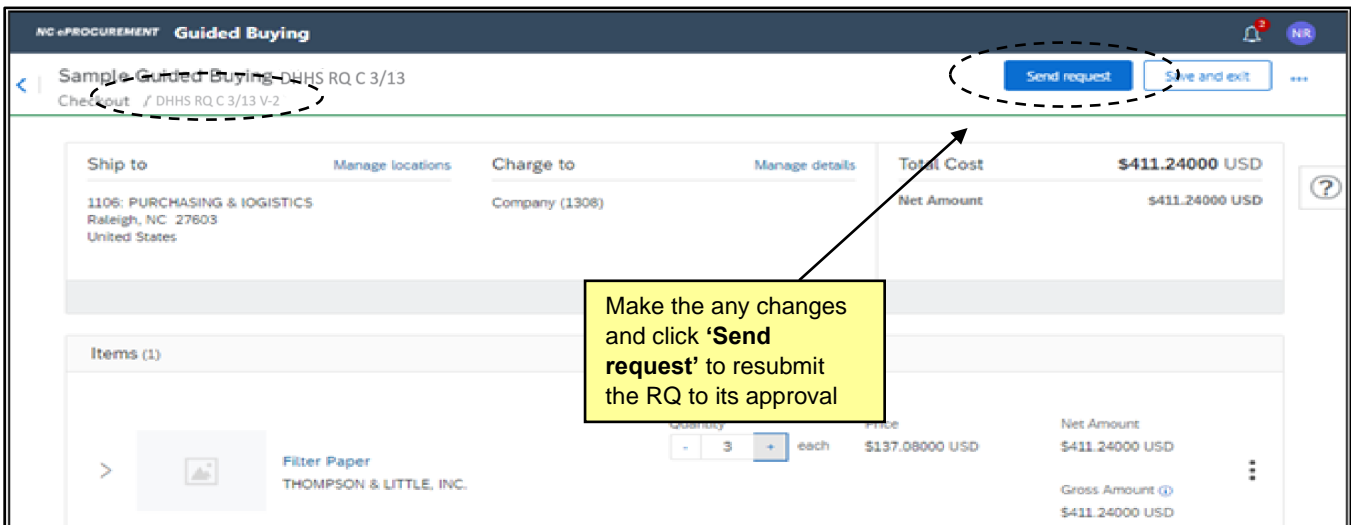 NC ePROCUREMENT Guided Buying
2
NR
Sample Guided Buying DHHS RQ C 3/13
Checkout / DHHS RQ C 3/13 V-2
Send request
Save and exit
Ship to
Manage locations
1106: PURCHASING & lOGISTICS
Raleigh, NC 27603
United States
Charge to
Manage details
Company (1308)
Total Cost
$411.24000 USD
Net Amount
$411.24000 USD
?
Make the any changes
and click ‘Send
request’ to resubmit
the RQ to its approval
Items (1)
Filter Paper
THOMPSON & LITTLE, INC.
Quantity
- 3 + each
Price
$137.08000 USD
Net Amount
$411.24000 USD
Gross Amount
$411.24000 USD